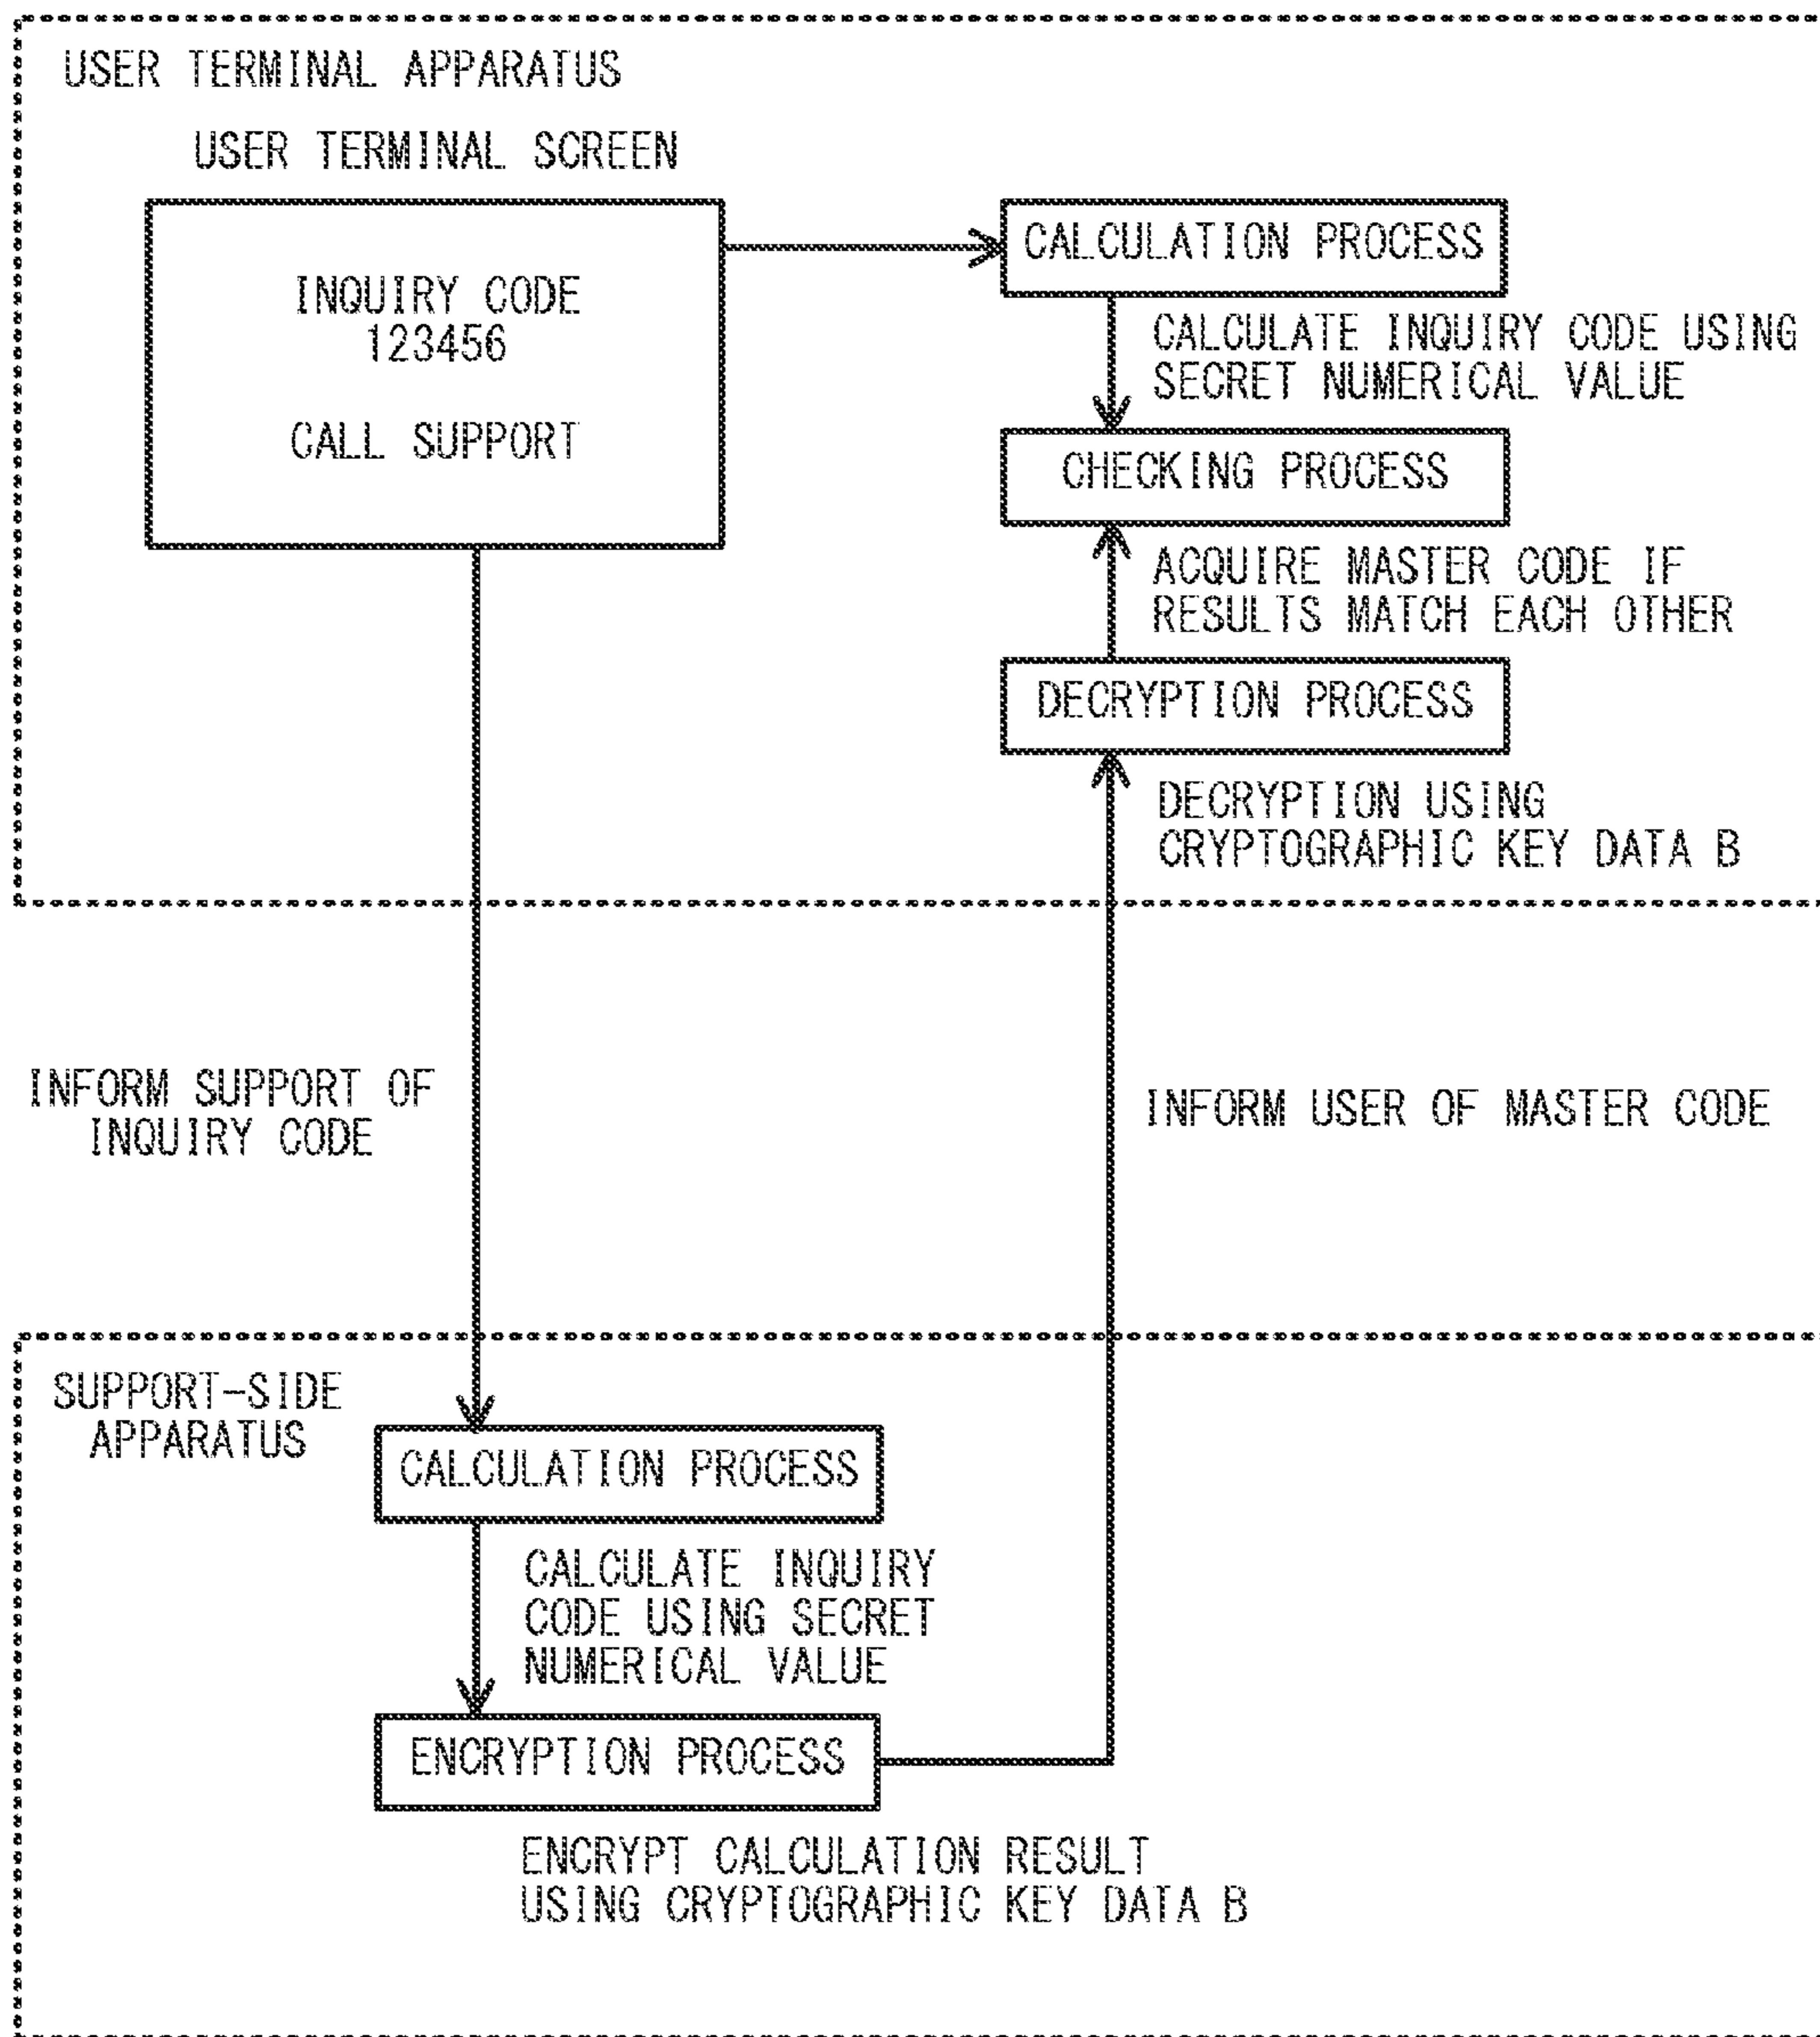 USER TERMINAL APPARATUS
USER TERMINAL SCREEN
INQUIRY CODE
123456
CALL SUPPORT
CALCULATION PROCESS
CALCULATE INQUIRY CODE USING
SECRET NUMERICAL VALUE
CHECKING PROCESS
ACQUIRE MASTER CODE IF
RESULTS MATCH EACH OTHER
DECRYPTION PROCESS
DECRYPTION USING
CRYPTOGRAPHIC KEY DATA B
INFORM SUPPORT OF
INQUIRY CODE
INFORM USER OF MASTER CODE
SUPPORT-SIDE
APPARATUS
CALCULATION PROCESS
CALCULATE INQUIRY
CODE USING SECRET
NUMERICAL VALUE
ENCRYPTION PROCESS
ENCRYPT CALCULATION RESULT
USING CRYPTOGRAPHIC KEY DATA B